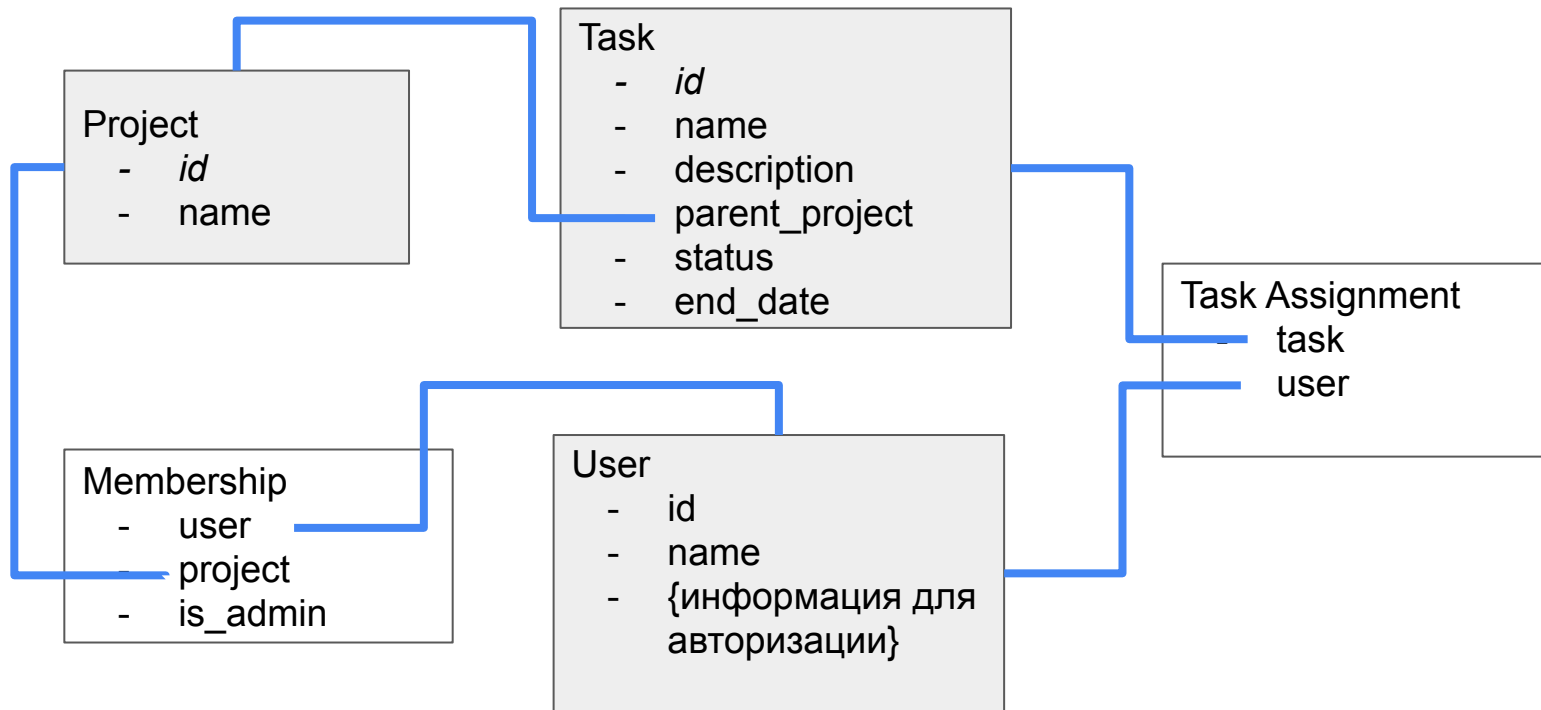 Project
- id
- name
Task
- id
- name
- description
- parent_project
- status
- end_date
Task Assignment
- task
user
Membership
- user
- project
- is_admin
User
- id
- name
- {информация для
авторизации}